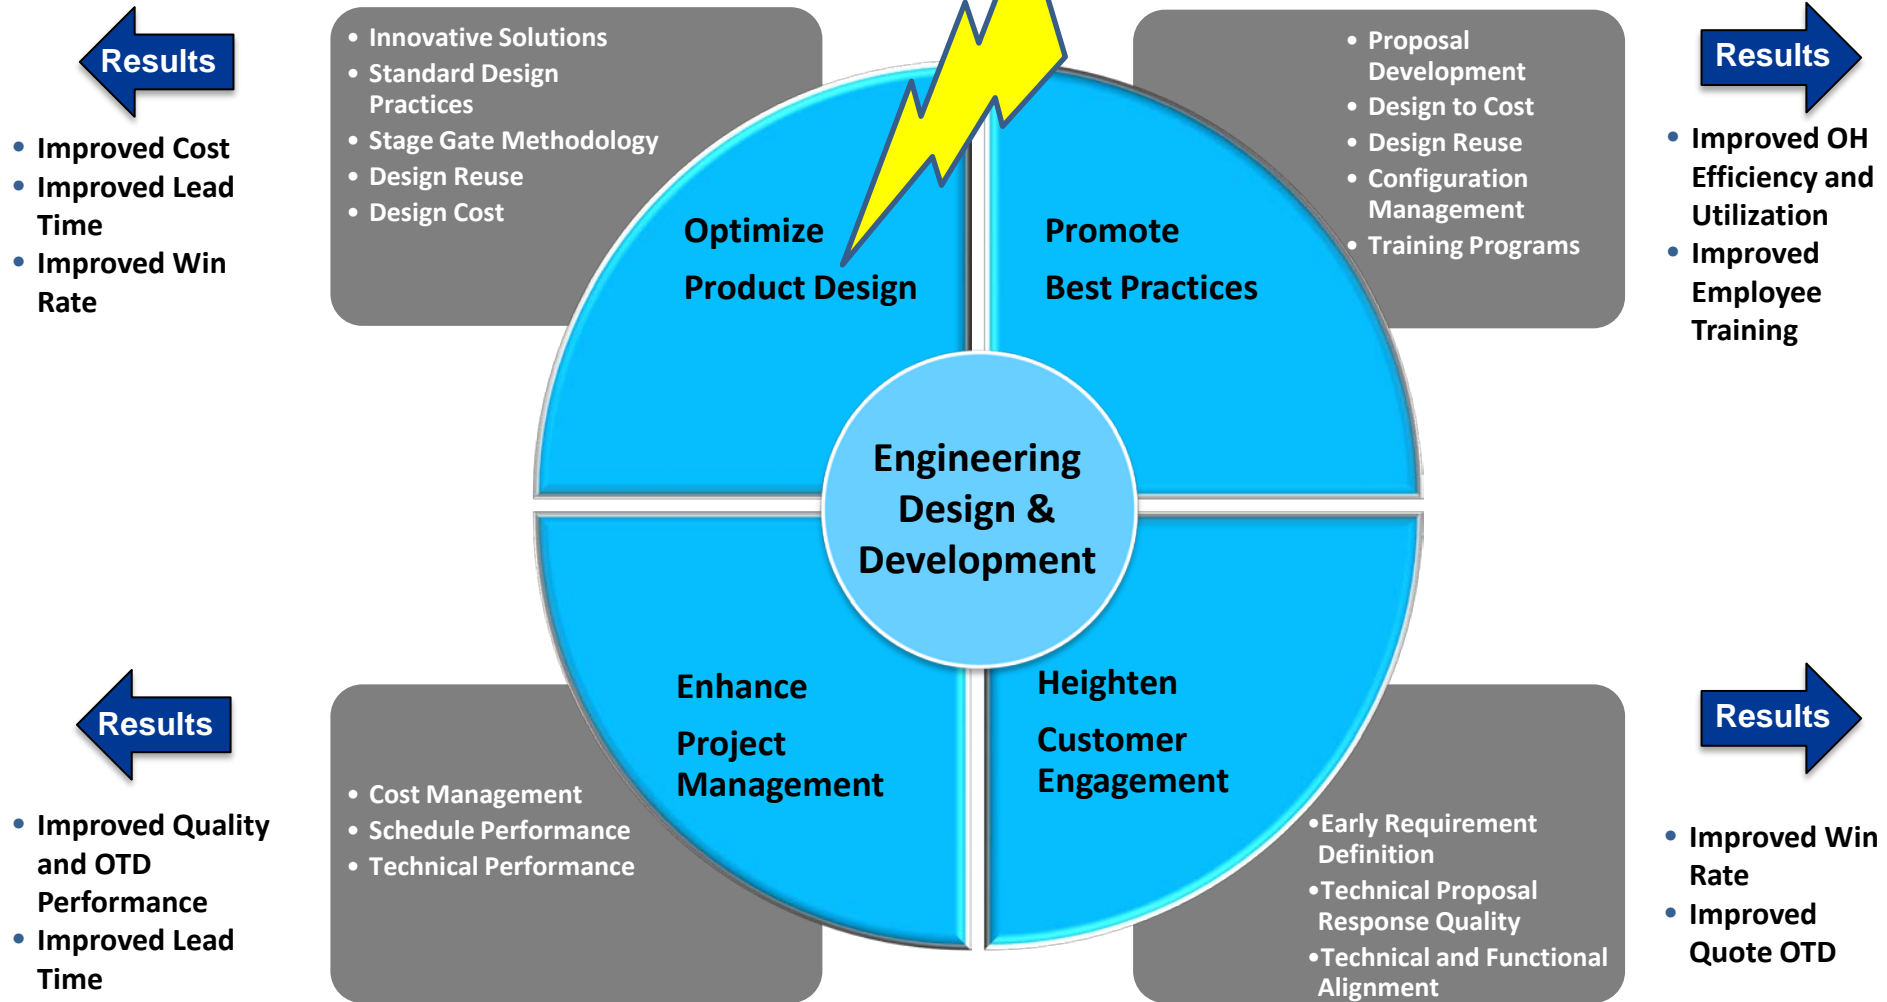 Results
• Improved Cost
• Improved Lead
Time
• Improved Win
Rate
• Innovative Solutions
• Standard Design
Practices
• Stage Gate Methodology
• Design Reuse
• Design Cost
Optimize
Product Design
Promote
Best Practices
• Proposal
Development
• Design to Cost
• Design Reuse
• Configuration
Management
• Training Programs
Results
• Improved OH
Efficiency and
Utilization
• Improved
Employee
Training
Engineering
Design &
Development
Results
• Improved Quality
and OTD
Performance
• Improved Lead
Time
• Cost Management
• Schedule Performance
• Technical Performance
Enhance
Project
Management
Heighten
Customer
Engagement
•Early Requirement
Definition
•Technical Proposal
Response Quality
•Technical and Functional
Alignment
Results
• Improved Win
Rate
• Improved
Quote OTD